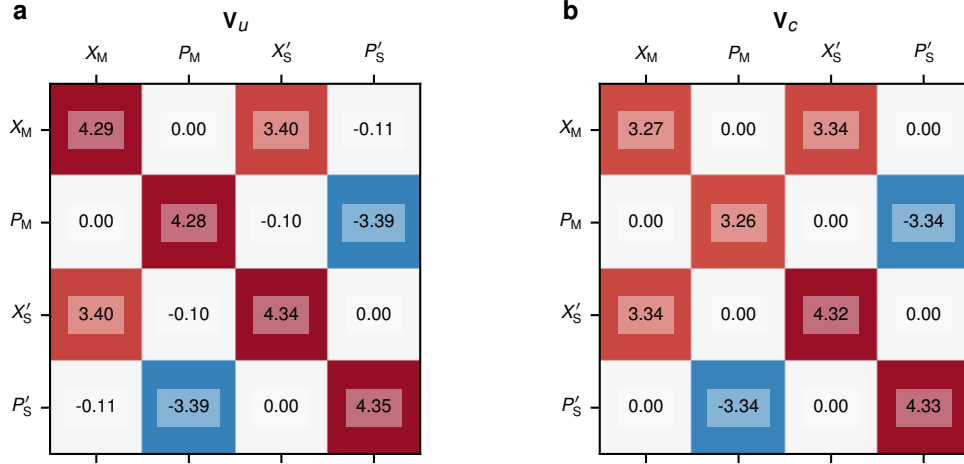 a
V_u
X_M P_M X'_S P'_S
X_M 4.29 0.00 3.40 -0.11
P_M 0.00 4.28 -0.10 -3.39
X'_S 3.40 -0.10 4.34 0.00
P'_S -0.11 -3.39 0.00 4.35
b
V_c
X_M P_M X'_S P'_S
X_M 3.27 0.00 3.34 0.00
P_M 0.00 3.26 0.00 -3.34
X'_S 3.34 0.00 4.32 0.00
P'_S 0.00 -3.34 0.00 4.33